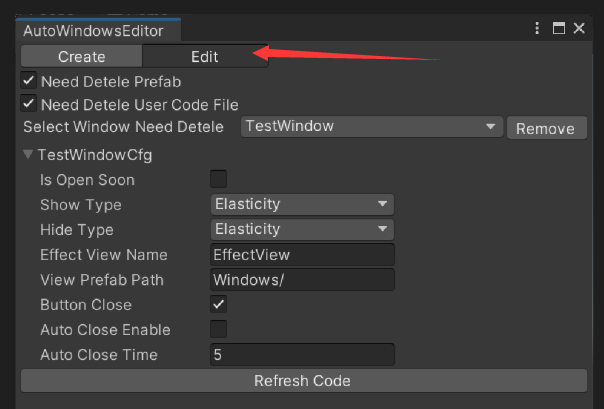 AutoWindowsEditor
Create Edit
Need Detele Prefab
Need Detele User Code File
Select Window Need Detele TestWindow Remove
TestWindowCfg
Is Open Soon
Show Type Elasticity
Hide Type Elasticity
Effect View Name EffectView
View Prefab Path Windows/
Button Close
Auto Close Enable
Auto Close Time 5
Refresh Code